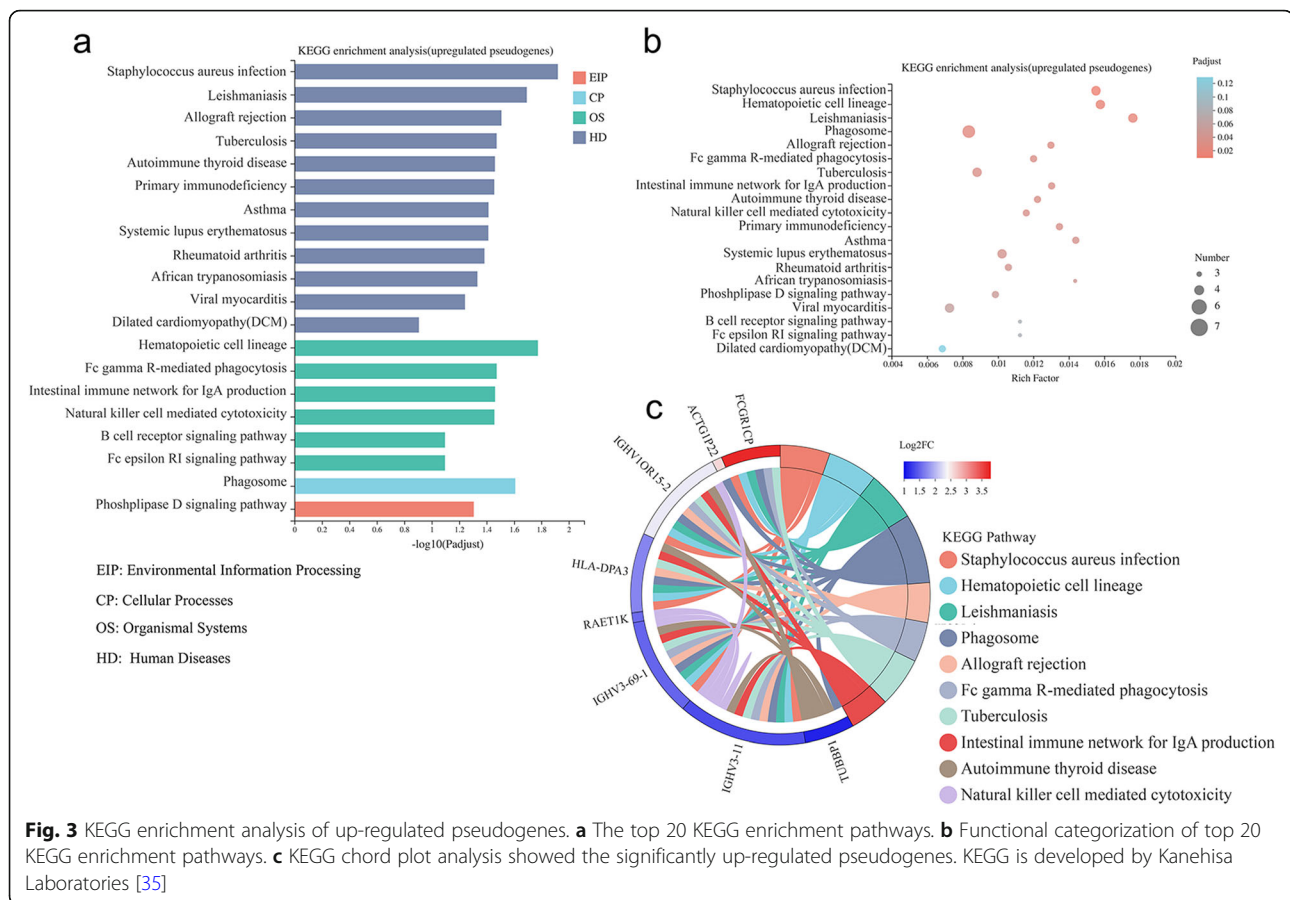 a
KEGG enrichment analysis(upregulated pseudogenes)
Staphylococcus aureus infection
Leishmaniasis
Allograft rejection
Tuberculosis
Autoimmune thyroid disease
Primary immunodeficiency
Asthma
Systemic lupus erythematosus
Rheumatoid arthritis
African trypanosomiasis
Viral myocarditis
Dilated cardiomyopathy(DCM)
Hematopoietic cell lineage
Fc gamma R-mediated phagocytosis
Intestinal immune network for IgA production
Natural killer cell mediated cytotoxicity
B cell receptor signaling pathway
Fc epsilon RI signaling pathway
Phagosome
Phoshplipase D signaling pathway
0 0.2 0.4 0.6 0.8 1 1.2 1.4 1.6 1.8 2
-log10(Padjust)
EIP
CP
OS
HD
EIP: Environmental Information Processing
CP: Cellular Processes
OS: Organismal Systems
HD: Human Diseases
b
KEGG enrichment analysis(upregulated pseudogenes)
Staphylococcus aureus infection
Hematopoietic cell lineage
Leishmaniasis
Phagosome
Allograft rejection
Fc gamma R-mediated phagocytosis
Tuberculosis
Intestinal immune network for IgA production
Autoimmune thyroid disease
Natural killer cell mediated cytotoxicity
Primary immunodeficiency
Asthma
Systemic lupus erythematosus
Rheumatoid arthritis
African trypanosomiasis
Phoshplipase D signaling pathway
Viral myocarditis
B cell receptor signaling pathway
Fc epsilon RI signaling pathway
Dilated cardiomyopathy(DCM)
0.004 0.006 0.008 0.01 0.012 0.014 0.016 0.018 0.02
Rich Factor
Padjust
0.12
0.10
0.08
0.06
0.04
0.02
Number
3
4
6
7
c
FCGR1CP
ACTG1P22
IGHV1OR15-2
HLA-DPA3
RAET1K
IGHV3-69-1
IGHV3-11
TUBBP1
Log2FC
1 1.5 2 2.5 3 3.5
KEGG Pathway
Staphylococcus aureus infection
Hematopoietic cell lineage
Leishmaniasis
Phagosome
Allograft rejection
Fc gamma R-mediated phagocytosis
Tuberculosis
Intestinal immune network for IgA production
Autoimmune thyroid disease
Natural killer cell mediated cytotoxicity
Fig. 3 KEGG enrichment analysis of up-regulated pseudogenes. a The top 20 KEGG enrichment pathways. b Functional categorization of top 20
KEGG enrichment pathways. c KEGG chord plot analysis showed the significantly up-regulated pseudogenes. KEGG is developed by Kanehisa
Laboratories [35]